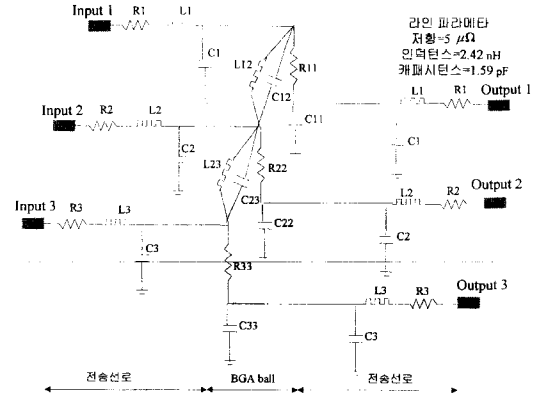 Input 1
R1
L1
C1
L12
C12
R11
C11
라인 파라메타
저항=5 μΩ
인덕턴스=2.42 nH
캐패시턴스=1.59 pF
L1
R1
Output 1
C1
Input 2
R2
L2
C2
L23
C23
R22
C22
L2
R2
Output 2
C2
Input 3
R3
L3
C3
R33
C33
L3
R3
Output 3
C3
전송선로
BGA ball
전송선로